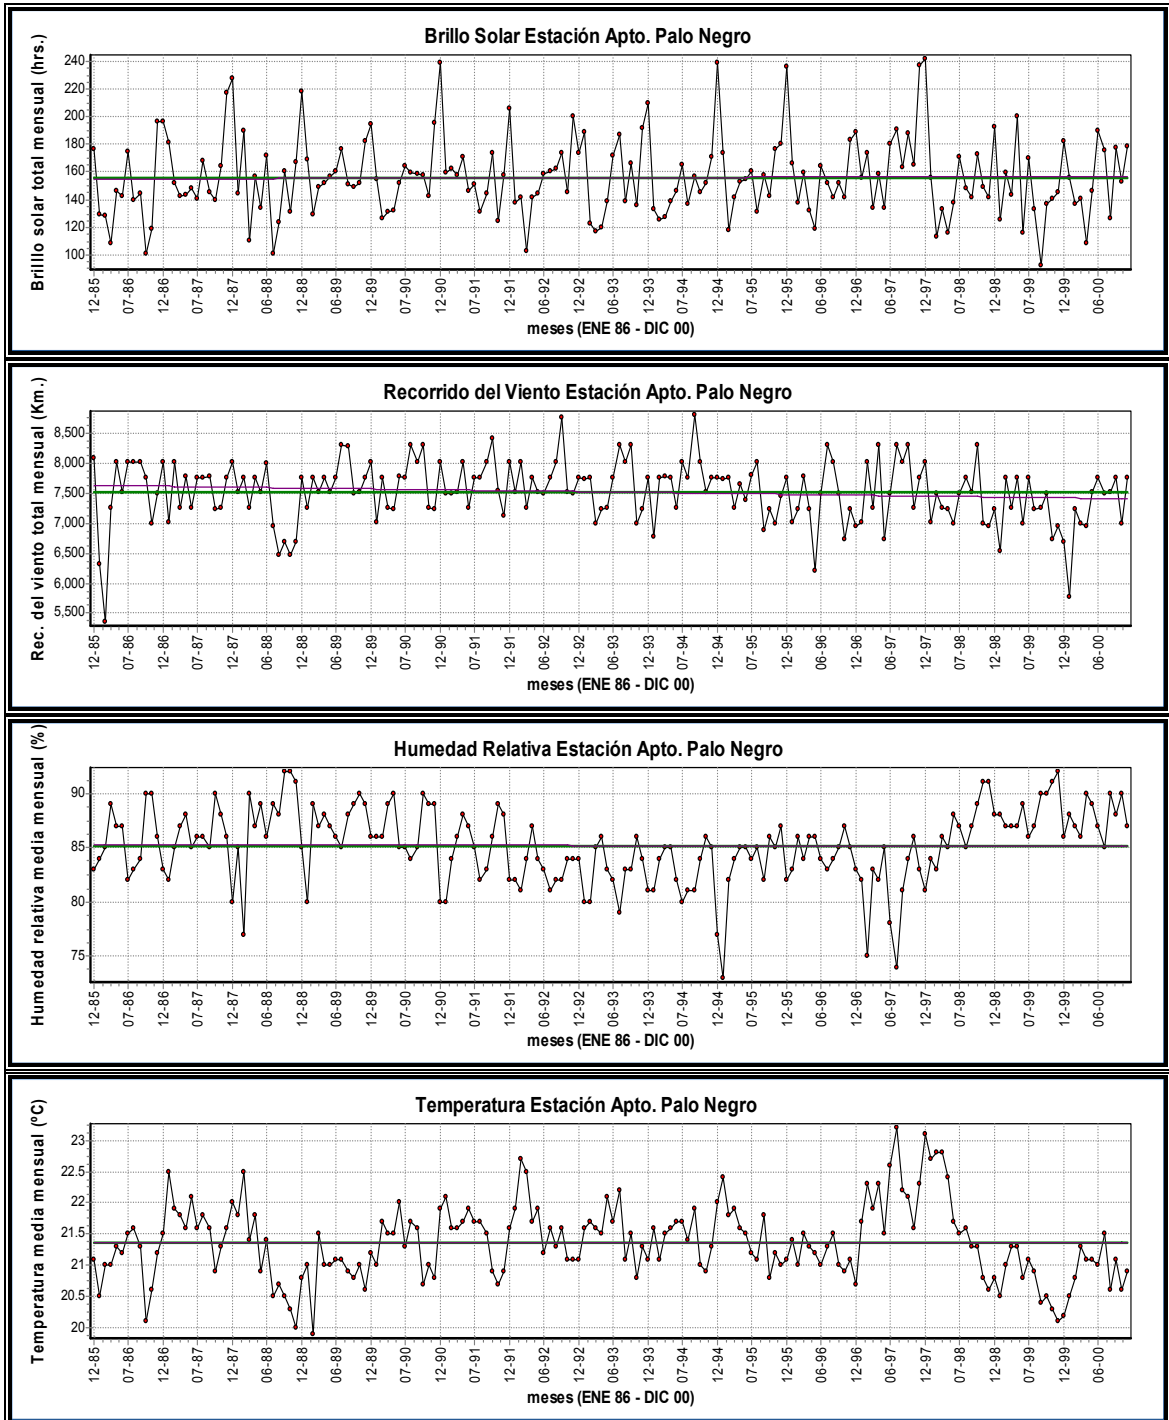 Brillo Solar Estación Apto. Palo Negro
Brilllo solar total mensual (hrs.)
240
220
200
180
160
140
120
100
12-85 07-86 12-86 07-87 12-87 06-88 12-88 06-89 12-89 07-90 12-90 07-91 12-91 06-92 12-92 06-93 12-93 07-94 12-94 07-95 12-95 06-96 12-96 06-97 12-97 07-98 12-98 07-99 12-99 06-00
meses (ENE 86 - DIC 00)
Recorrido del Viento Estación Apto. Palo Negro
Rec. del viento total mensual (Km.)
8,500
8,000
7,500
7,000
6,500
6,000
5,500
12-85 07-86 12-86 07-87 12-87 06-88 12-88 06-89 12-89 07-90 12-90 07-91 12-91 06-92 12-92 06-93 12-93 07-94 12-94 07-95 12-95 06-96 12-96 06-97 12-97 07-98 12-98 07-99 12-99 06-00
meses (ENE 86 - DIC 00)
Humedad Relativa Estación Apto. Palo Negro
Humedad relativa media mensual (%)
90
85
80
75
12-85 07-86 12-86 07-87 12-87 06-88 12-88 06-89 12-89 07-90 12-90 07-91 12-91 06-92 12-92 06-93 12-93 07-94 12-94 07-95 12-95 06-96 12-96 06-97 12-97 07-98 12-98 07-99 12-99 06-00
meses (ENE 86 - DIC 00)
Temperatura Estación Apto. Palo Negro
Temperatura media mensual (ºC)
23
22.5
22
21.5
21
20.5
20
12-85 07-86 12-86 07-87 12-87 06-88 12-88 06-89 12-89 07-90 12-90 07-91 12-91 06-92 12-92 06-93 12-93 07-94 12-94 07-95 12-95 06-96 12-96 06-97 12-97 07-98 12-98 07-99 12-99 06-00
meses (ENE 86 - DIC 00)